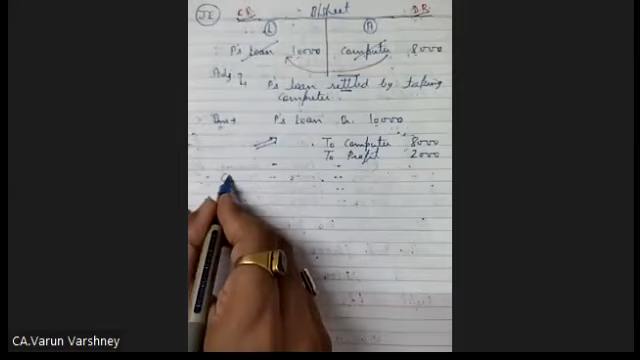 JE CR. B/Sheet DR.
L A
P's Loan 10000 Computer 8000
Adj. P's loan settled by taking
Computer.
P's Loan Dr. 10000
To Computer 8000
To Profit 2000
CA.Varun Varshney